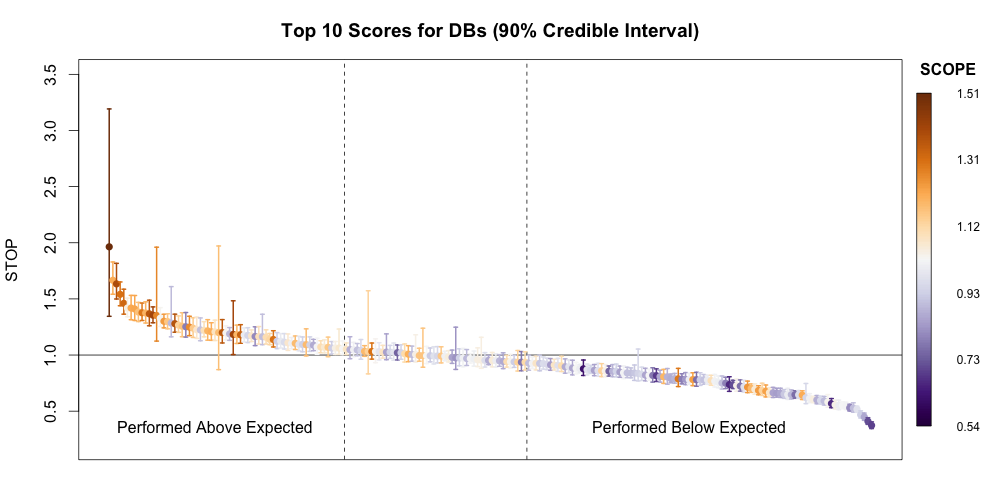 Top 10 Scores for DBs (90% Credible Interval)
SCOPE
STOP
3.5
3.0
2.5
2.0
1.5
1.0
0.5
Performed Above Expected
Performed Below Expected
1.51
1.31
1.12
0.93
0.73
0.54